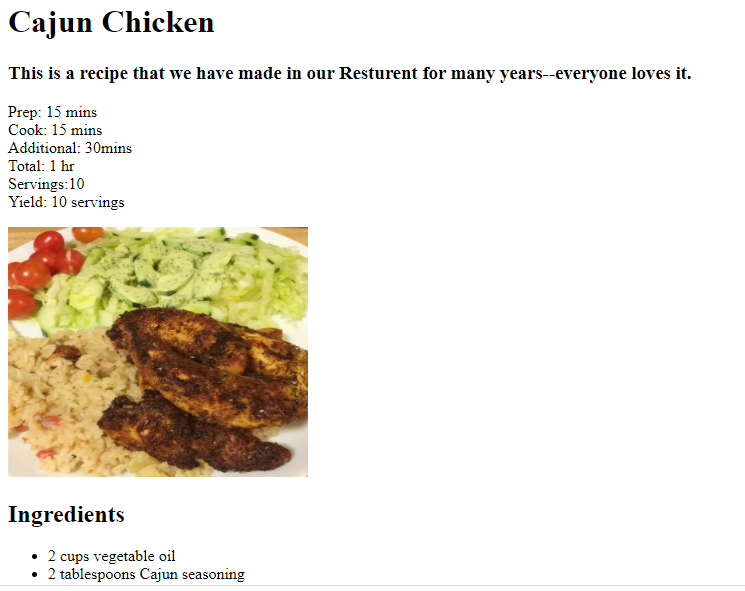 Cajun Chicken
This is a recipe that we have made in our Resturent for many years--everyone loves it.
Prep: 15 mins
Cook: 15 mins
Additional: 30mins
Total: 1 hr
Servings:10
Yield: 10 servings
Ingredients
• 2 cups vegetable oil
• 2 tablespoons Cajun seasoning